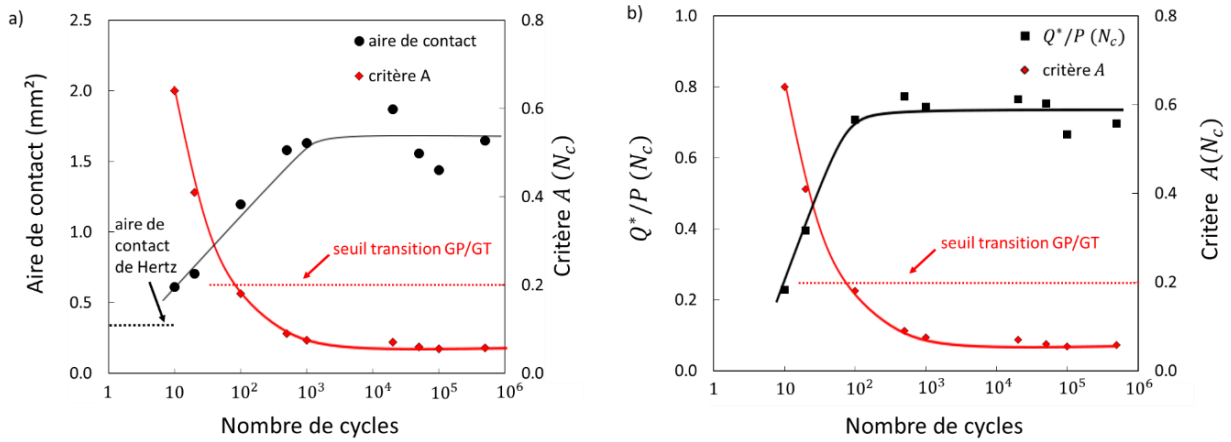 a)
2.5
2.0
1.5
1.0
0.5
0.0
Aire de contact (mm²)
aire de contact
critère A
aire de
contact
de Hertz
seuil transition GP/GT
0.8
0.6
0.4
0.2
0.0
Critère A (N_c)
1 10 10² 10³ 10⁴ 10⁵ 10⁶
Nombre de cycles
b)
1.0
0.8
0.6
0.4
0.2
0.0
Q*/P (N_c)
Q*/P (N_c)
critère A
seuil transition GP/GT
0.8
0.6
0.4
0.2
0.0
Critère A(N_c)
1 10 10² 10³ 10⁴ 10⁵ 10⁶
Nombre de cycles